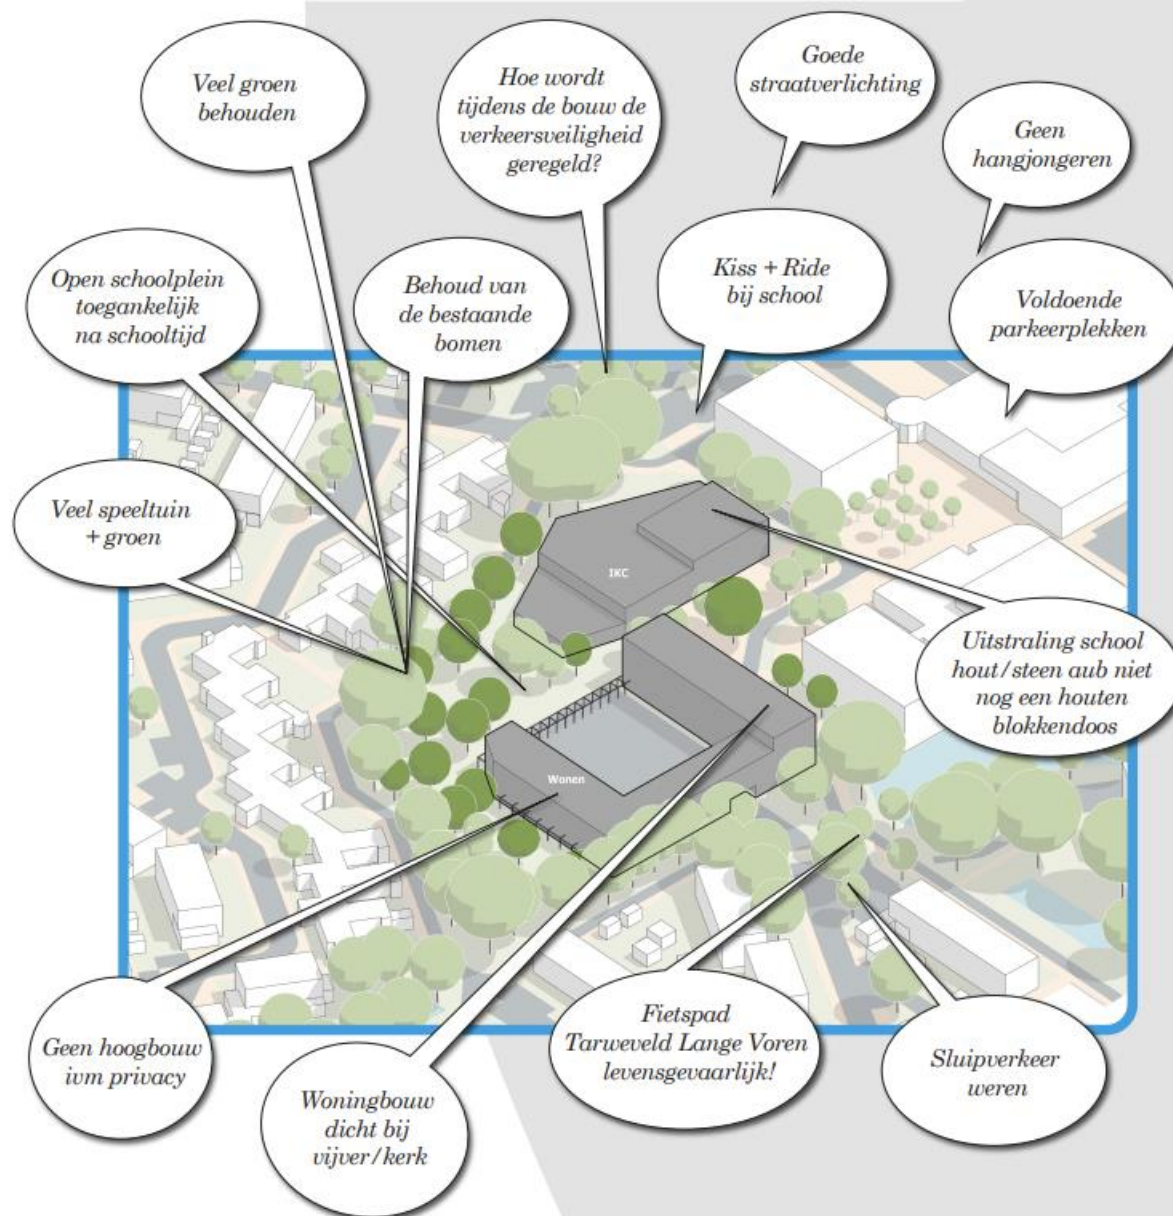 Veel groen
behouden
Hoe wordt
tijdens de bouw de
verkeersveiligheid
geregeld?
Goede
straatverlichting
Geen
hangjongeren
Open schoolplein
toegankelijk
na schooltijd
Behoud van
de bestaande
bomen
Kiss + Ride
bij school
Voldoende
parkeerplekken
Veel speeltuin
+ groen
IKC
Uitstraling school
hout/steen aub niet
nog een houten
blokkendoos
Wonen
Geen hoogbouw
ivm privacy
Woningbouw
dicht bij
vijver/kerk
Fietspad
Tarweveld Lange Voren
levensgevaarlijk!
Sluipverkeer
weren